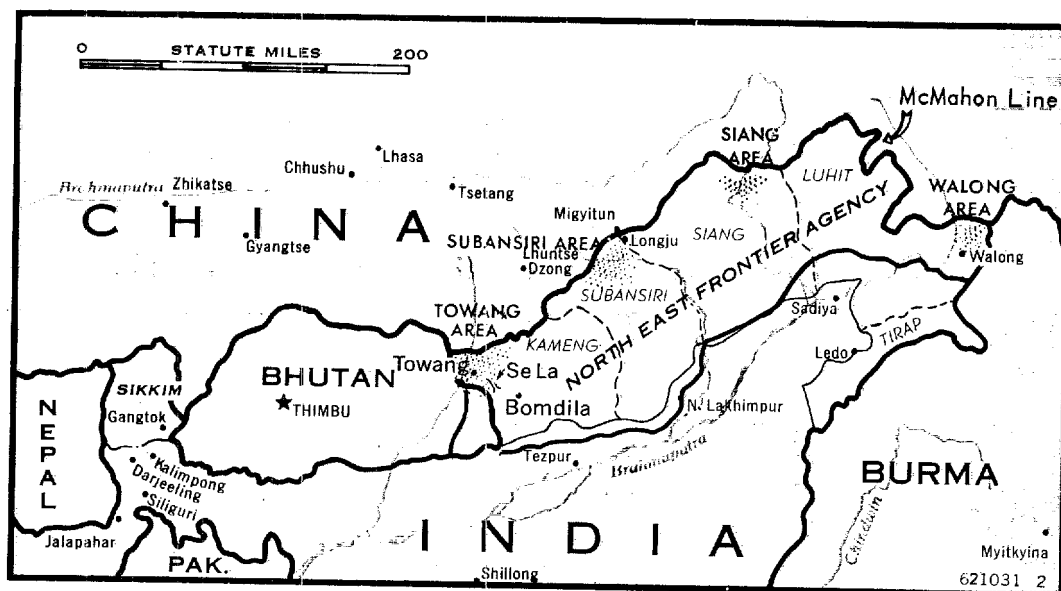 0 STATUTE MILES 200
McMahon Line
SIANG
AREA
Lhasa
Chhushu
LUHIT
WALONG
AREA
Brahmaputra
Zhikatse
Tsetang
CHINA
Migyitun
Longju
SIANG
Gyangtse
SUBANSIRI AREA
Lhuntse
Dzong
Walong
SUBANSIRI
NORTH EAST FRONTIER AGENCY
TOWANG
AREA
Sadiya
KAMENG
TIRAP
Ledo
Towang
Se La
BHUTAN
SIKKIM
THIMBU
Bomdila
NEPAL
Gangtok
N. Lakhimpur
Kalimpong
Darjeeling
Siliguri
Tezpur
Brahmaputra
BURMA
Chindwin
Jalapahar
INDIA
Myitkyina
PAK.
Shillong
621031 2